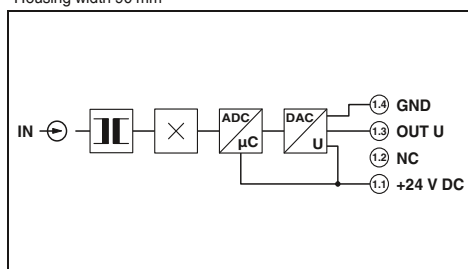 Housing width 90 mm
IN
ADC
µC
DAC
U
1.4 GND
1.3 OUT U
1.2 NC
1.1 +24 V DC